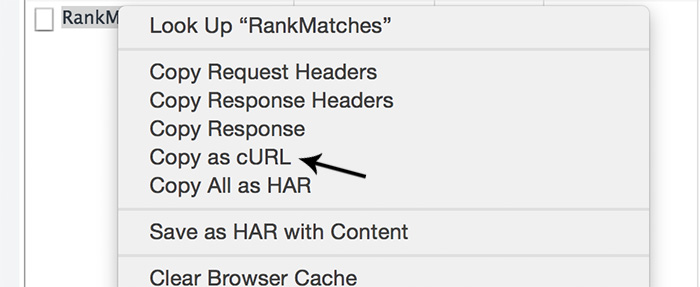 RankM
Look Up “RankMatches”
Copy Request Headers
Copy Response Headers
Copy Response
Copy as cURL
Copy All as HAR
Save as HAR with Content
Clear Browser Cache